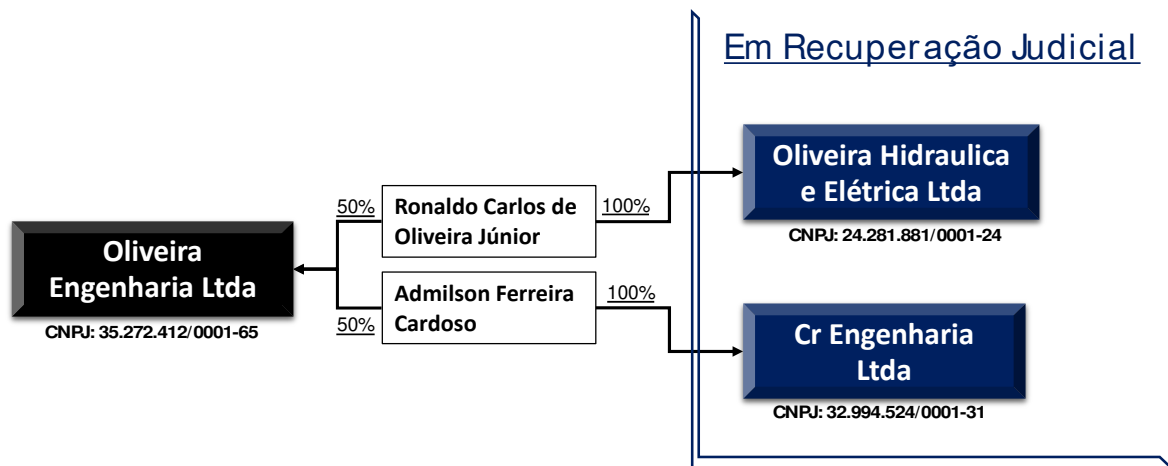 Em Recuperação Judicial
Oliveira Hidraulica
e Elétrica Ltda
CNPJ: 24.281.881/0001-24
50%
Ronaldo Carlos de
Oliveira Júnior
100%
Oliveira
Engenharia Ltda
CNPJ: 35.272.412/0001-65
50%
Admilson Ferreira
Cardoso
100%
Cr Engenharia
Ltda
CNPJ: 32.994.524/0001-31